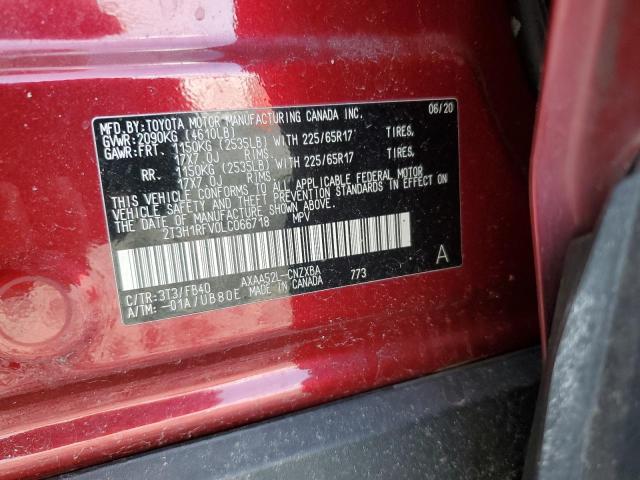 MFD.BY:TOYOTA MOTOR MANUFACTURING CANADA INC. 06/20
GVWR:2090KG (4610LB)
GAWR:FRT. 1150KG (2535LB) WITH 225/65R17 TIRES,
17X7.0J RIMS
RR. 1150KG (2535LB) WITH 225/65R17 TIRES,
17X7.0J RIMS
THIS VEHICLE CONFORMS TO ALL APPLICABLE FEDERAL MOTOR
VEHICLE SAFETY AND THEFT PREVENTION STANDARDS IN EFFECT ON
THE DATE OF MANUFACTURE SHOWN ABOVE.
2T3H1RFV0LC066718 MPV
C/TR:3T3/FB40 AXAA52L-CNZXBA 773 A
A/TM:-01A/UB80E MADE IN CANADA